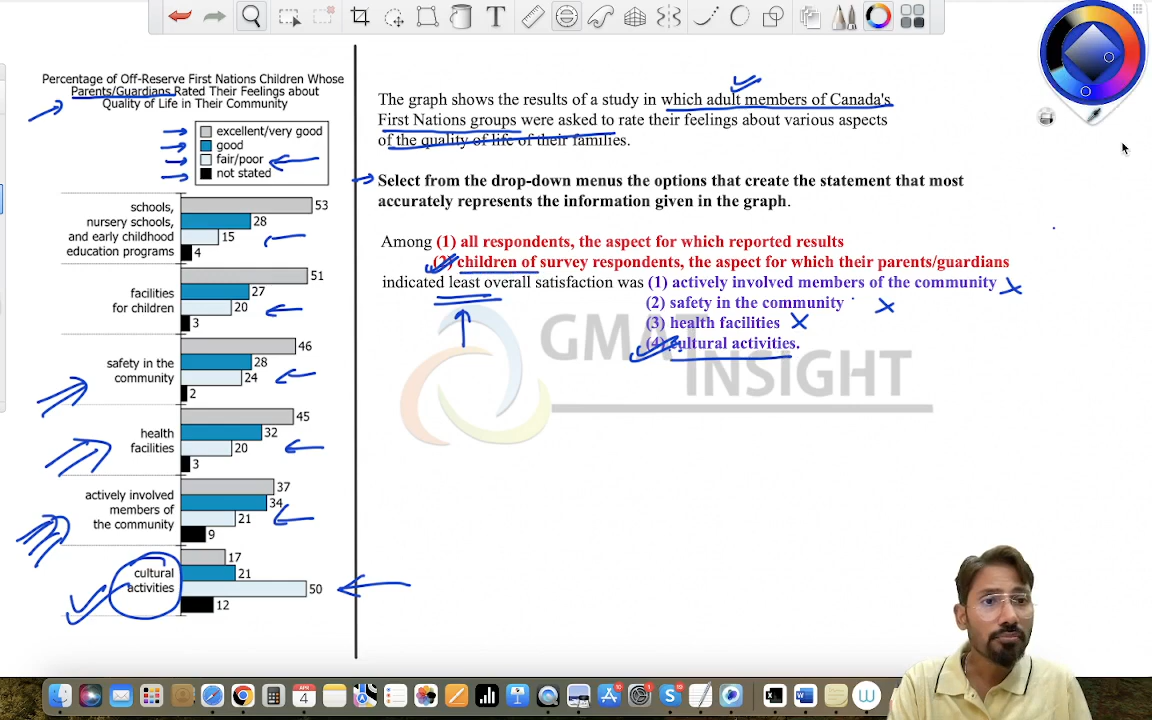 T
Percentage of Off-Reserve First Nations Children Whose
Parents/Guardians Rated Their Feelings about
Quality of Life in Their Community
excellent/very good
good
fair/poor
not stated
schools,
nursery schools,
and early childhood
education programs
53
28
15
4
facilities
for children
51
27
20
3
safety in the
community
46
28
24
2
health
facilities
45
32
20
3
actively involved
members of
the community
37
34
21
9
cultural
activities
17
21
50
12
The graph shows the results of a study in which adult members of Canada's
First Nations groups were asked to rate their feelings about various aspects
of the quality of life of their families.
Select from the drop-down menus the options that create the statement that most
accurately represents the information given in the graph.
Among (1) all respondents, the aspect for which reported results
(2) children of survey respondents, the aspect for which their parents/guardians
indicated least overall satisfaction was (1) actively involved members of the community
(2) safety in the community
(3) health facilities
(4) cultural activities.
GMAT
INSIGHT
APR
4